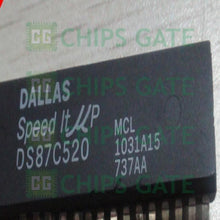 CHIPS GATE
DALLAS
Speed It μP
DS87C520
MCL
1031A15
737AA
CHIPS GATE